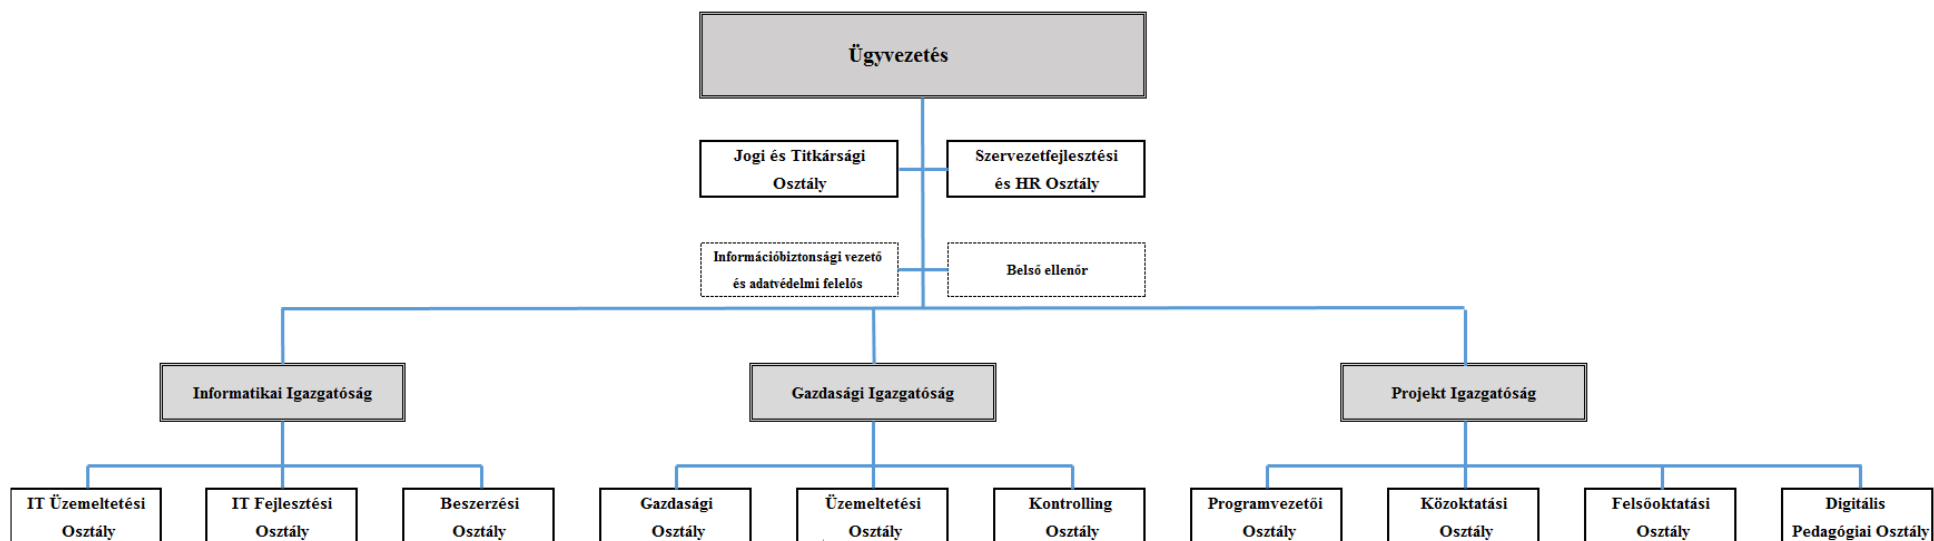 Ügyvezetés
Jogi és Titkársági
Osztály
Szervezetfejlesztési
és HR Osztály
Információbiztonsági vezető
és adatvédelmi felelős
Belső ellenőr
Informatikai Igazgatóság
Gazdasági Igazgatóság
Projekt Igazgatóság
IT Üzemeltetési
Osztály
IT Fejlesztési
Osztály
Beszerzési
Osztály
Gazdasági
Osztály
Üzemeltetési
Osztály
Kontrolling
Osztály
Programvezetői
Osztály
Közoktatási
Osztály
Felsőoktatási
Osztály
Digitális
Pedagógiai Osztály